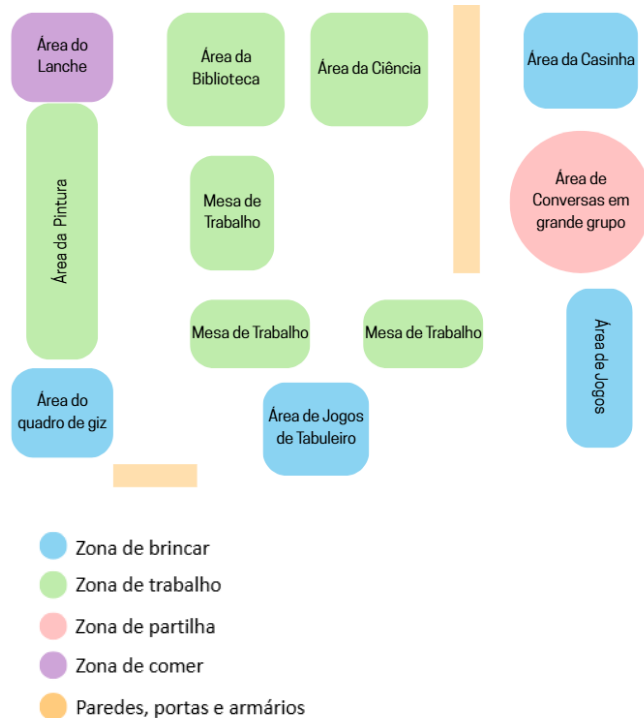 Área do
Lanche
Área da
Biblioteca
Área da Ciência
Área da Casinha
Área da Pintura
Mesa de
Trabalho
Área de
Conversas em
grande grupo
Mesa de Trabalho
Mesa de Trabalho
Área de Jogos
Área do
quadro de giz
Área de Jogos
de Tabuleiro
Zona de brincar
Zona de trabalho
Zona de partilha
Zona de comer
Paredes, portas e armários